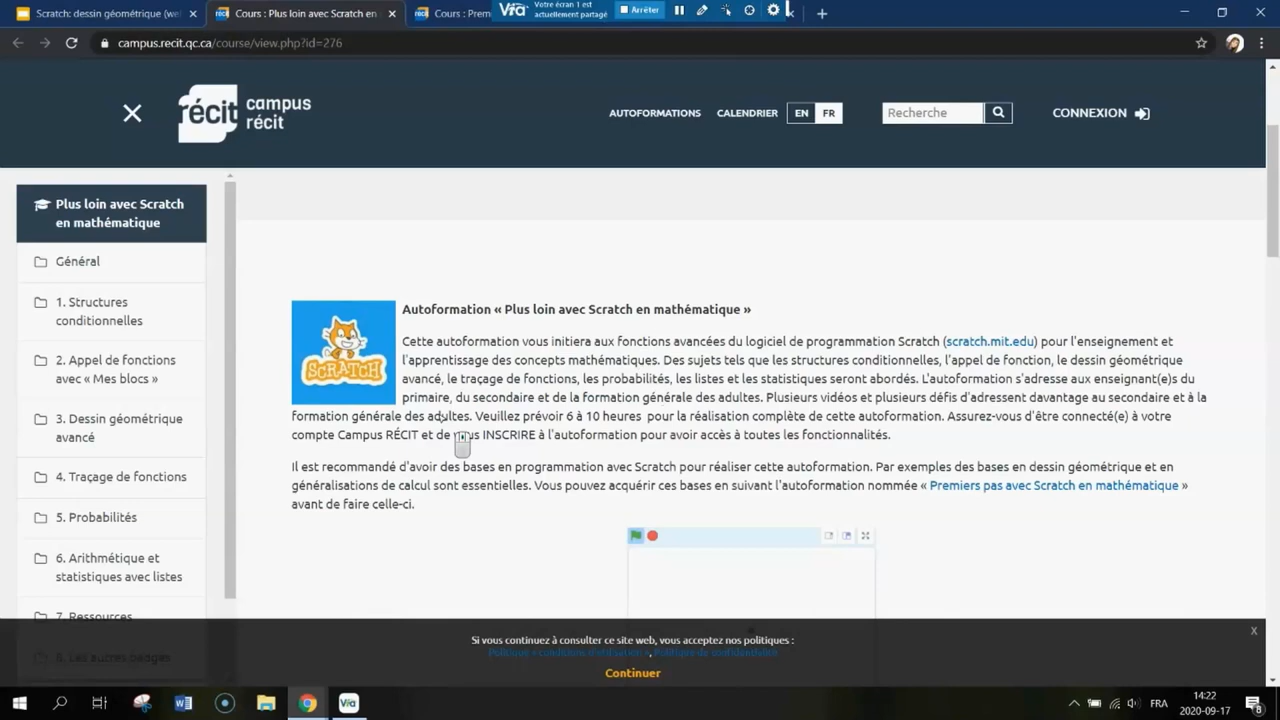 Scratch: dessin géométrique (we
Cours : Plus loin avec Scratch en
Cours : Prem
Via
Votre écran 1 est
actuellement partagé
Arrêter
campus.recit.qc.ca/course/view.php?id=276
récit
campus
récit
AUTOFORMATIONS
CALENDRIER
EN
FR
Recherche
CONNEXION
Plus loin avec Scratch
en mathématique
Général
1. Structures
conditionnelles
2. Appel de fonctions
avec « Mes blocs »
3. Dessin géométrique
avancé
4. Traçage de fonctions
5. Probabilités
6. Arithmétique et
statistiques avec listes
7. Ressources
8. Les autres badges
SCRATCH
Autoformation « Plus loin avec Scratch en mathématique »
Cette autoformation vous initiera aux fonctions avancées du logiciel de programmation Scratch (scratch.mit.edu) pour l'enseignement et
l'apprentissage des concepts mathématiques. Des sujets tels que les structures conditionnelles, l'appel de fonction, le dessin géométrique
avancé, le traçage de fonctions, les probabilités, les listes et les statistiques seront abordés. L'autoformation s'adresse aux enseignant(e)s du
primaire, du secondaire et de la formation générale des adultes. Plusieurs vidéos et plusieurs défis d'adressent davantage au secondaire et à la
formation générale des adultes. Veuillez prévoir 6 à 10 heures pour la réalisation complète de cette autoformation. Assurez-vous d'être connecté(e) à votre
compte Campus RÉCIT et de vous INSCRIRE à l'autoformation pour avoir accès à toutes les fonctionnalités.
Il est recommandé d'avoir des bases en programmation avec Scratch pour réaliser cette autoformation. Par exemples des bases en dessin géométrique et en
généralisations de calcul sont essentielles. Vous pouvez acquérir ces bases en suivant l'autoformation nommée « Premiers pas avec Scratch en mathématique »
avant de faire celle-ci.
Si vous continuez à consulter ce site web, vous acceptez nos politiques :
Politique « conditions d'utilisation », Politique de confidentialité
Continuer
x
W
Via
FRA
14:22
2020-09-17
8